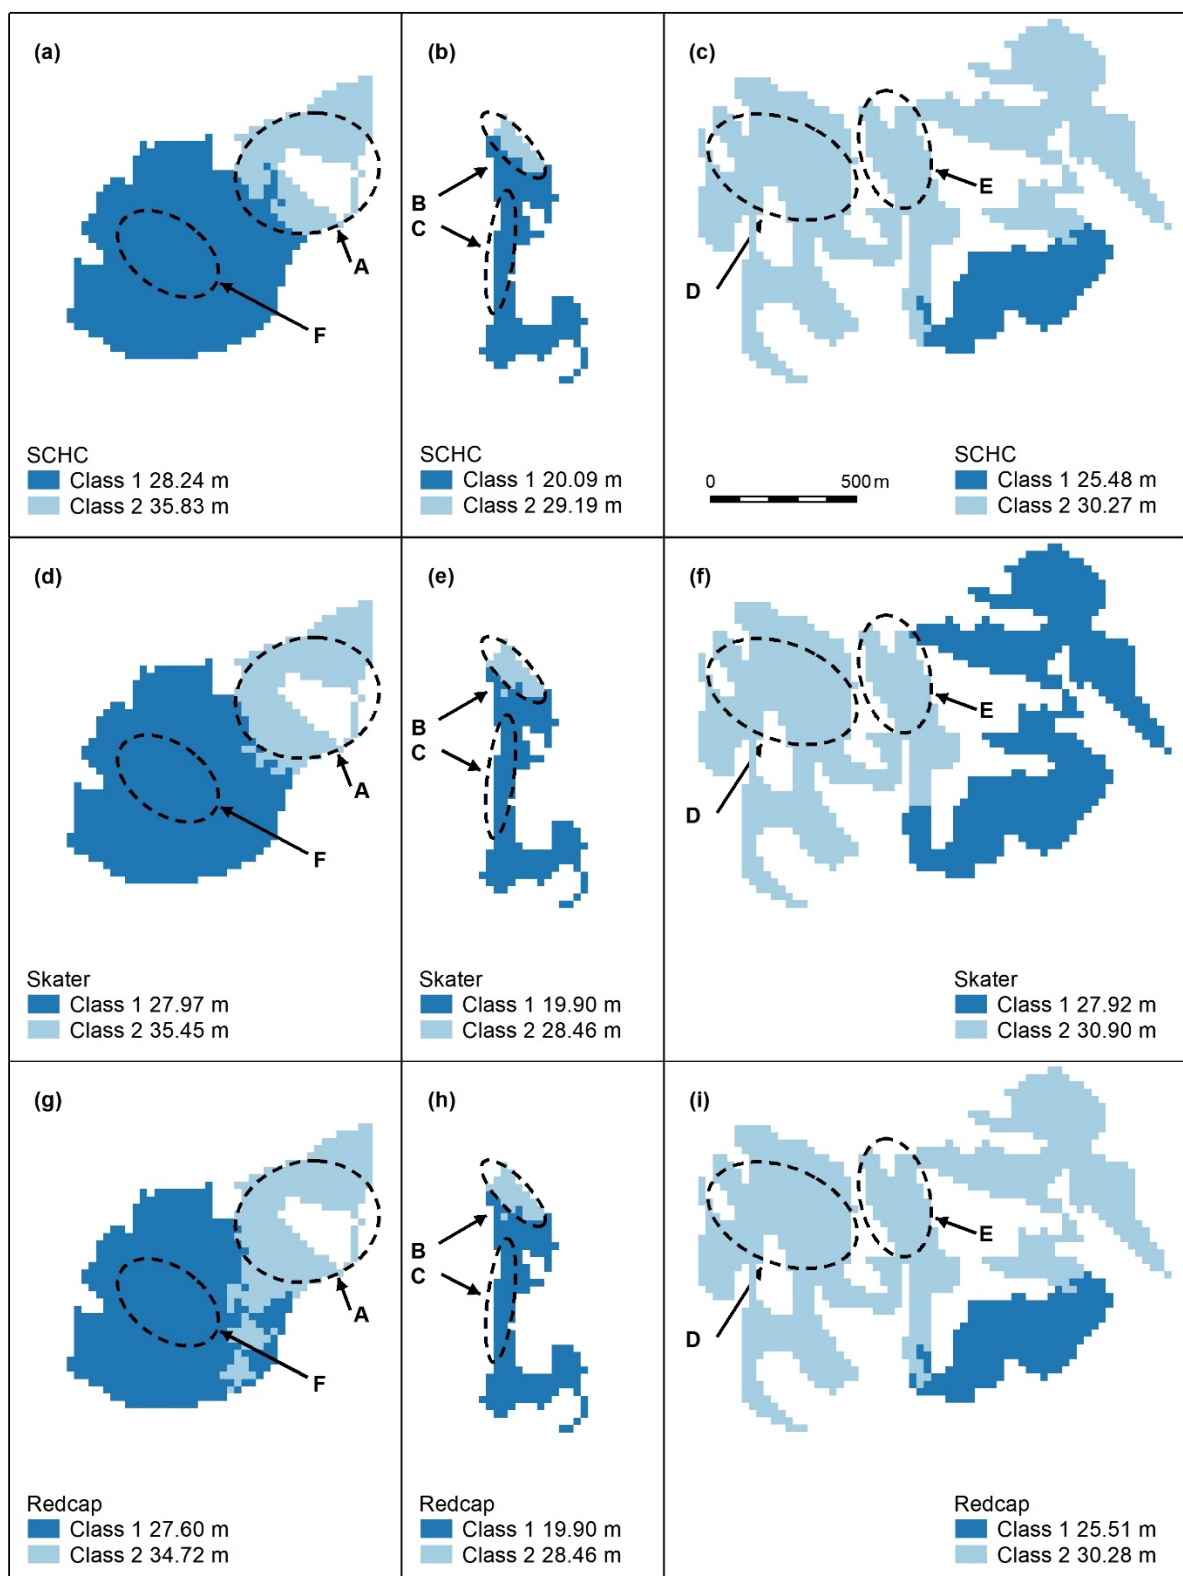 (a)
A
F
SCHC
Class 1 28.24 m
Class 2 35.83 m
(b)
B
C
SCHC
Class 1 20.09 m
Class 2 29.19 m
(c)
E
D
0 500 m
SCHC
Class 1 25.48 m
Class 2 30.27 m
(d)
A
F
Skater
Class 1 27.97 m
Class 2 35.45 m
(e)
B
C
Skater
Class 1 19.90 m
Class 2 28.46 m
(f)
E
D
Skater
Class 1 27.92 m
Class 2 30.90 m
(g)
A
F
Redcap
Class 1 27.60 m
Class 2 34.72 m
(h)
B
C
Redcap
Class 1 19.90 m
Class 2 28.46 m
(i)
E
D
Redcap
Class 1 25.51 m
Class 2 30.28 m